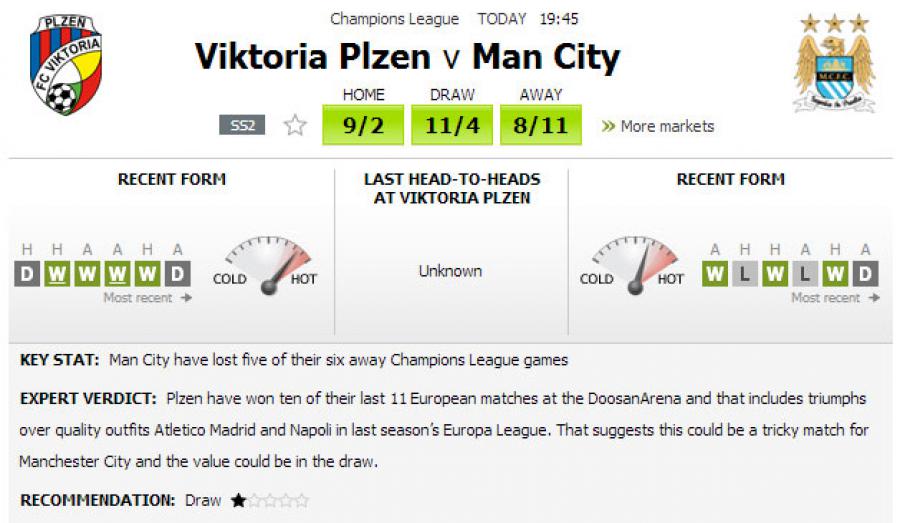 PLZEŇ
FC VIKTORIA
Champions League TODAY 19:45
Viktoria Plzen v Man City
M.C.F.C.
HOME DRAW AWAY
SS2 9/2 11/4 8/11 » More markets
RECENT FORM
H H A A H A
D W W W W D
Most recent →
COLD HOT
LAST HEAD-TO-HEADS
AT VIKTORIA PLZEN
Unknown
RECENT FORM
COLD HOT
A H H A H A
W L W L W D
Most recent →
KEY STAT: Man City have lost five of their six away Champions League games
EXPERT VERDICT: Plzen have won ten of their last 11 European matches at the DoosanArena and that includes triumphs
over quality outfits Atletico Madrid and Napoli in last season's Europa League. That suggests this could be a tricky match for
Manchester City and the value could be in the draw.
RECOMMENDATION: Draw ★☆☆☆☆